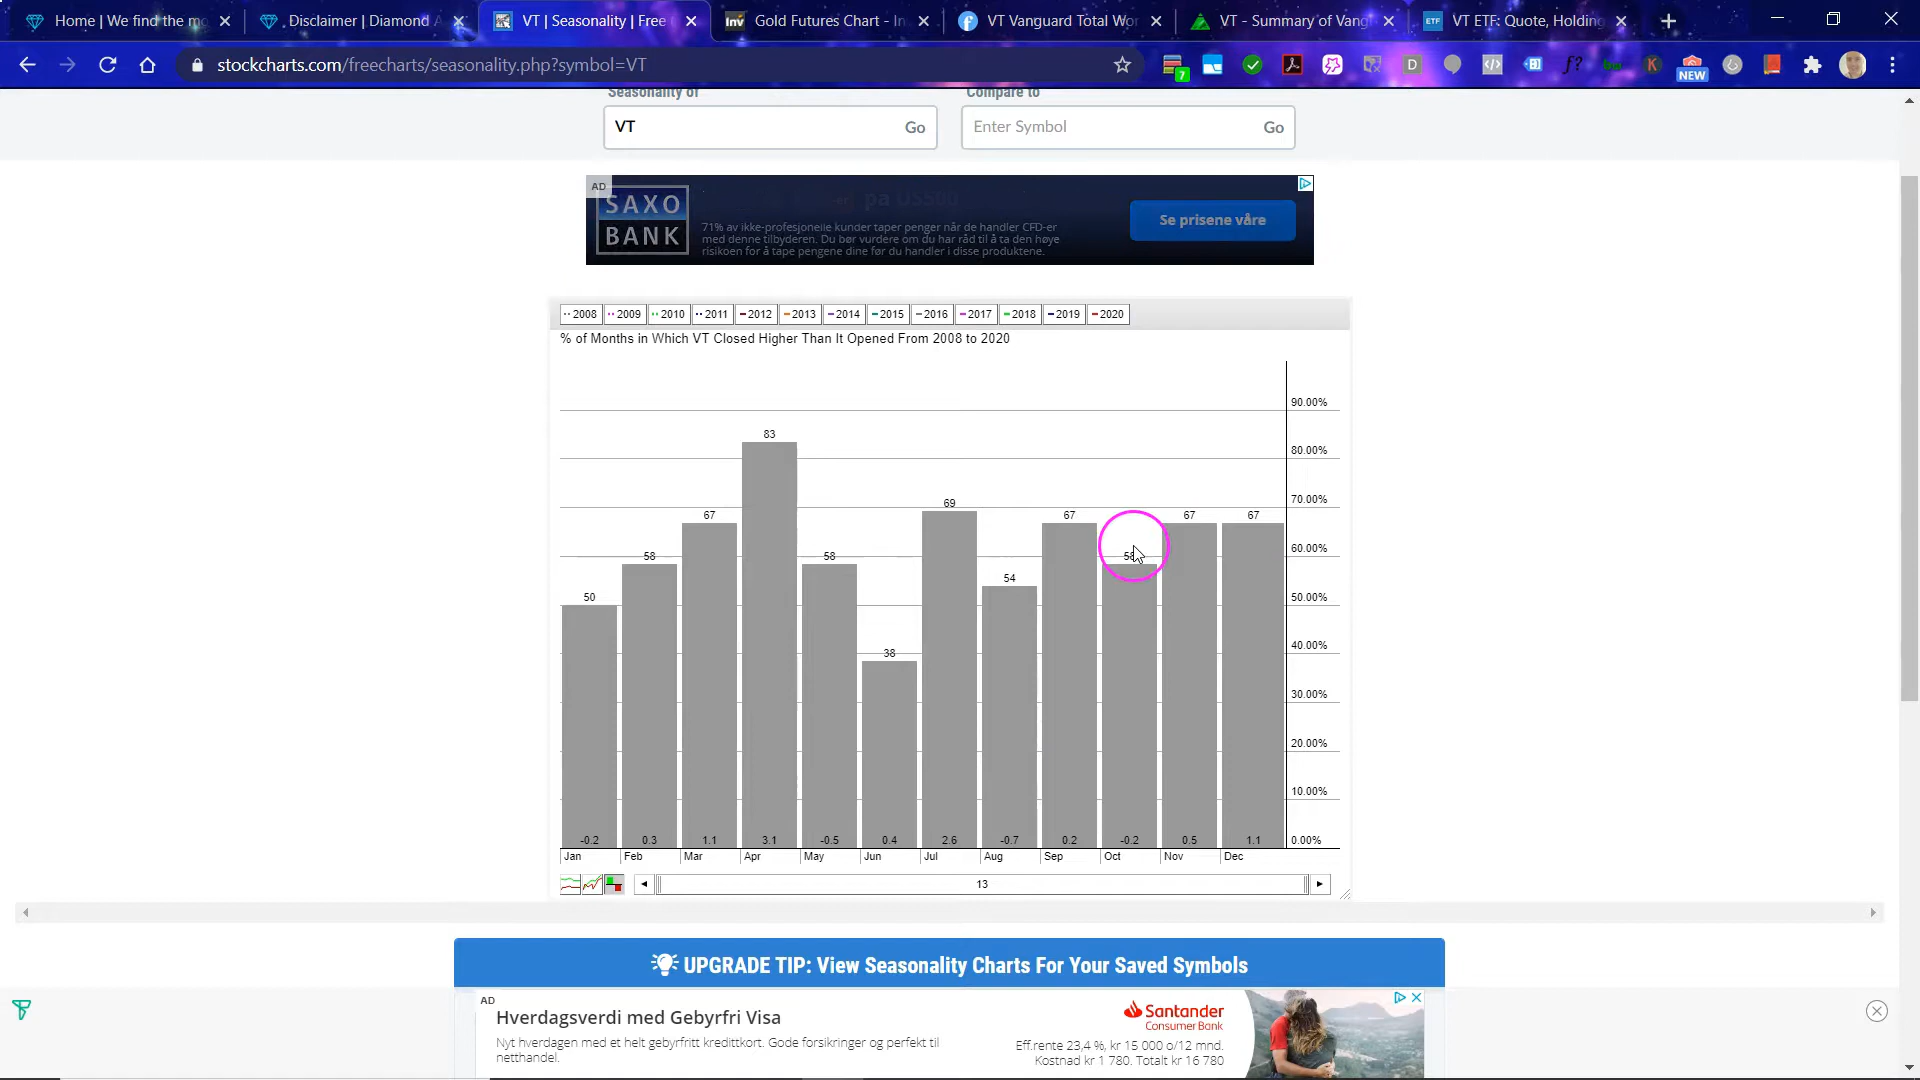 Home | We find the mo
Disclaimer | Diamond A
VT | Seasonality | Free
Inv Gold Futures Chart - In
VT Vanguard Total Wor
VT - Summary of Vang
ETF VT ETF: Quote, Holding
stockcharts.com/freecharts/seasonality.php?symbol=VT
7
NEW
Seasonality of
Compare to
VT Go
Enter Symbol Go
AD
SAXO
BANK
på US500
71% av ikke-profesjonelle kunder taper penger når de handler CFD-er
med denne tilbyderen. Du bør vurdere om du har råd til å ta den høye
risikoen for å tape pengene dine før du handler i disse produktene.
Se prisene våre
2008 2009 2010 2011 2012 2013 2014 2015 2016 2017 2018 2019 2020
% of Months in Which VT Closed Higher Than It Opened From 2008 to 2020
90.00%
80.00%
70.00%
60.00%
50.00%
40.00%
30.00%
20.00%
10.00%
0.00%
50 58 67 83 58 38 69 54 67 58 67 67
-0.2 0.3 1.1 3.1 -0.5 0.4 2.6 -0.7 0.2 -0.2 0.5 1.1
Jan Feb Mar Apr May Jun Jul Aug Sep Oct Nov Dec
13
UPGRADE TIP: View Seasonality Charts For Your Saved Symbols
AD
Hverdagsverdi med Gebyrfri Visa
Nyt hverdagen med et helt gebyrfritt kredittkort. Gode forsikringer og perfekt til
netthandel.
Santander
Consumer Bank
Eff.rente 23,4 %, kr 15 000 o/12 mnd.
Kostnad kr 1 780. Totalt kr 16 780